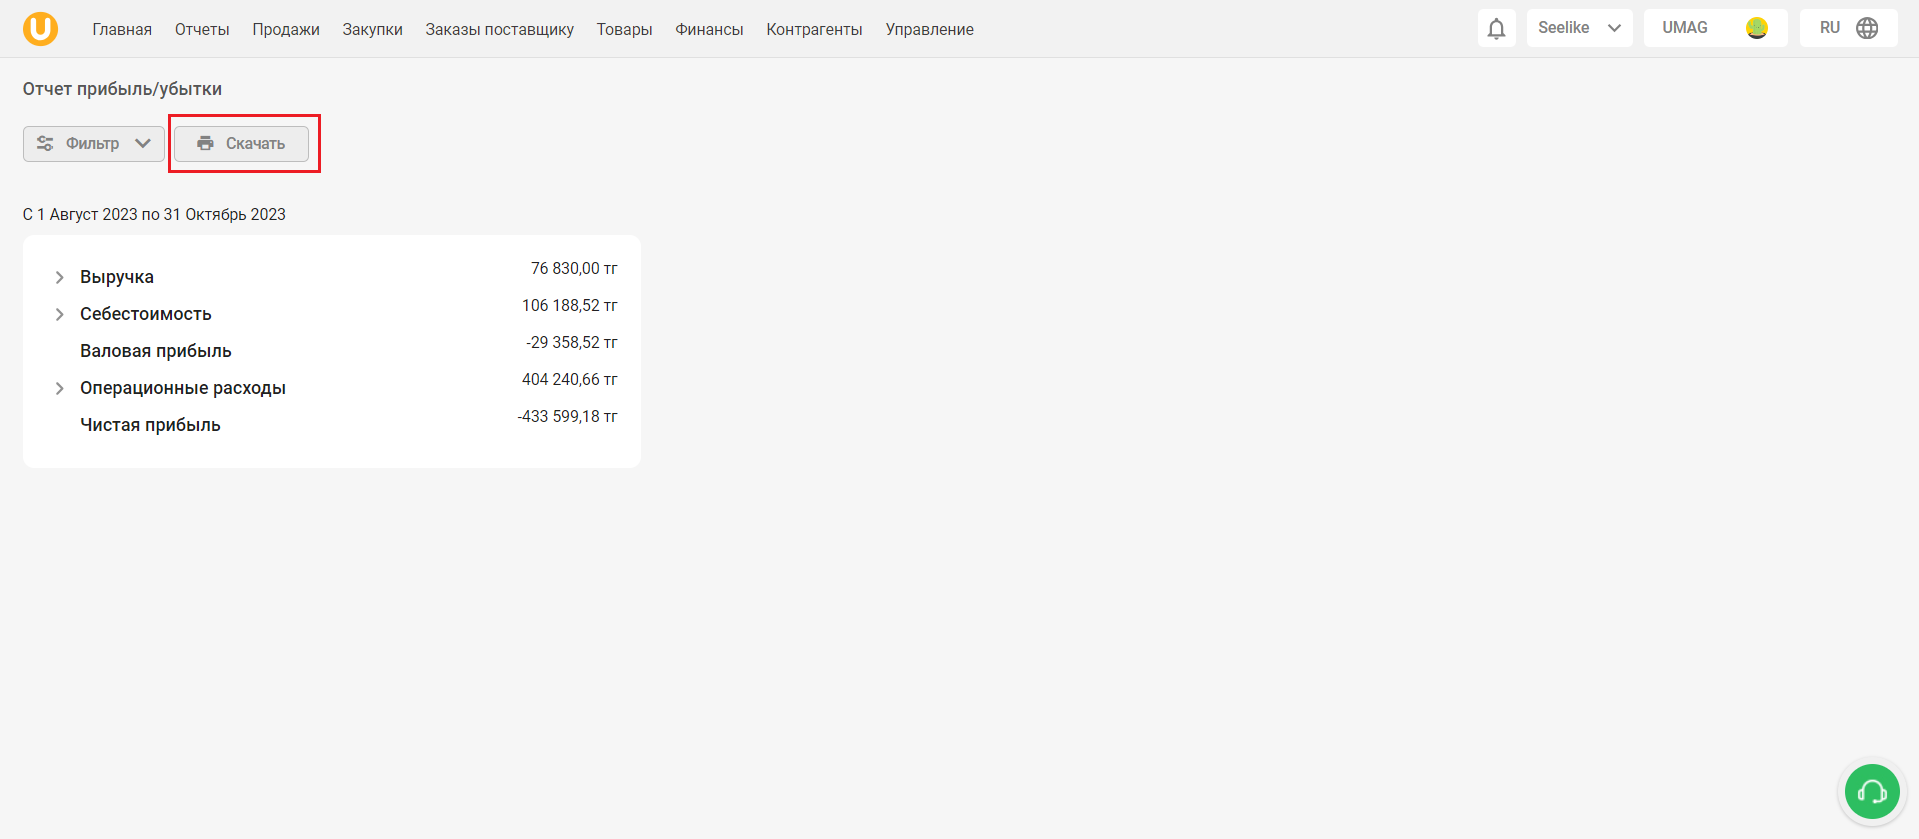 Главная Отчеты Продажи Закупки Заказы поставщику Товары Финансы Контрагенты Управление Seelike UMAG RU
Отчет прибыль/убытки
Фильтр Скачать
С 1 Август 2023 по 31 Октябрь 2023
Выручка 76 830,00 тг
Себестоимость 106 188,52 тг
Валовая прибыль -29 358,52 тг
Операционные расходы 404 240,66 тг
Чистая прибыль -433 599,18 тг